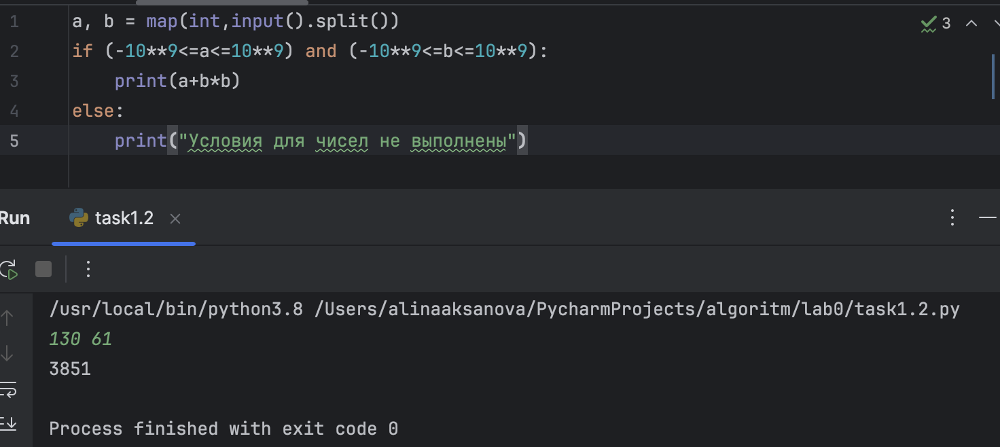 1 a, b = map(int,input().split())
3
2 if (-10**9<=a<=10**9) and (-10**9<=b<=10**9):
3     print(a+b*b)
4 else:
5     print("Условия для чисел не выполнены")
Run task1.2
/usr/local/bin/python3.8 /Users/alinaaksanova/PycharmProjects/algoritm/lab0/task1.2.py
130 61
3851
Process finished with exit code 0